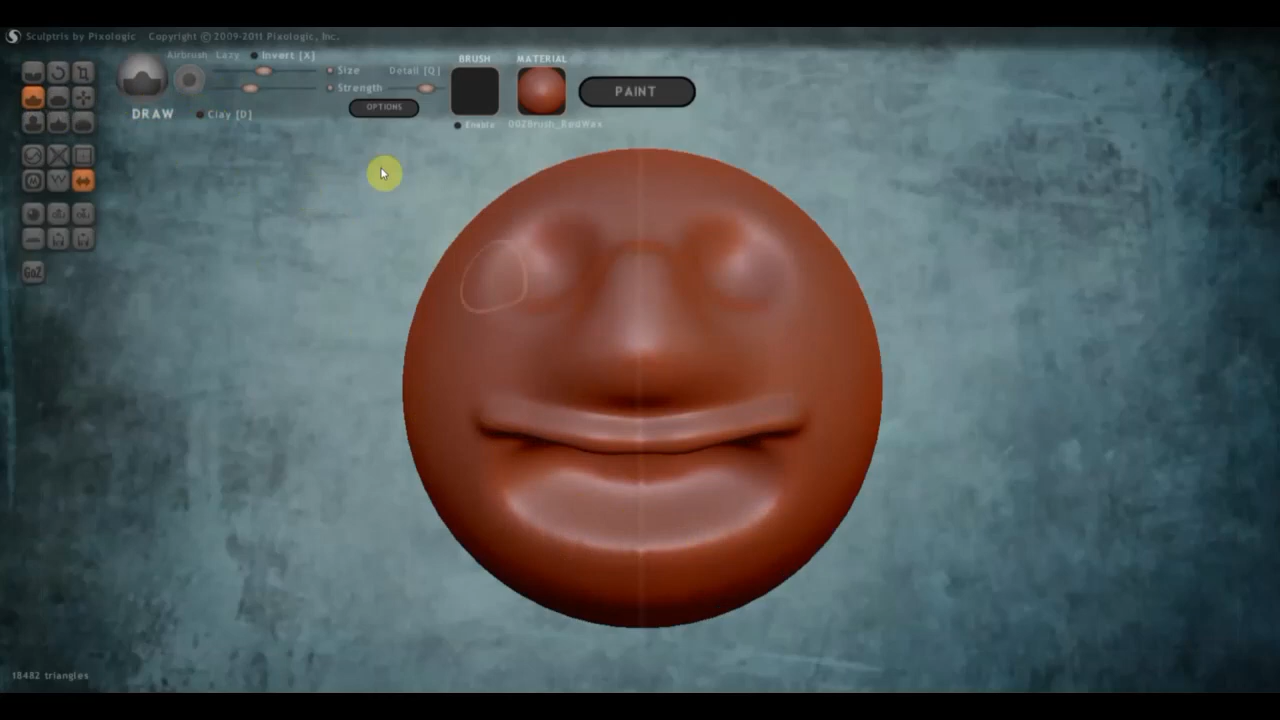 Sculptris by Pixologic Copyright © 2009-2011 Pixologic, Inc.
Airbrush Lazy Invert [X]
Size Detail [Q]
Strength
OPTIONS
DRAW Clay [D]
BRUSH
Enable
MATERIAL
00ZBrush_RedWax
PAINT
GoZ
18482 triangles